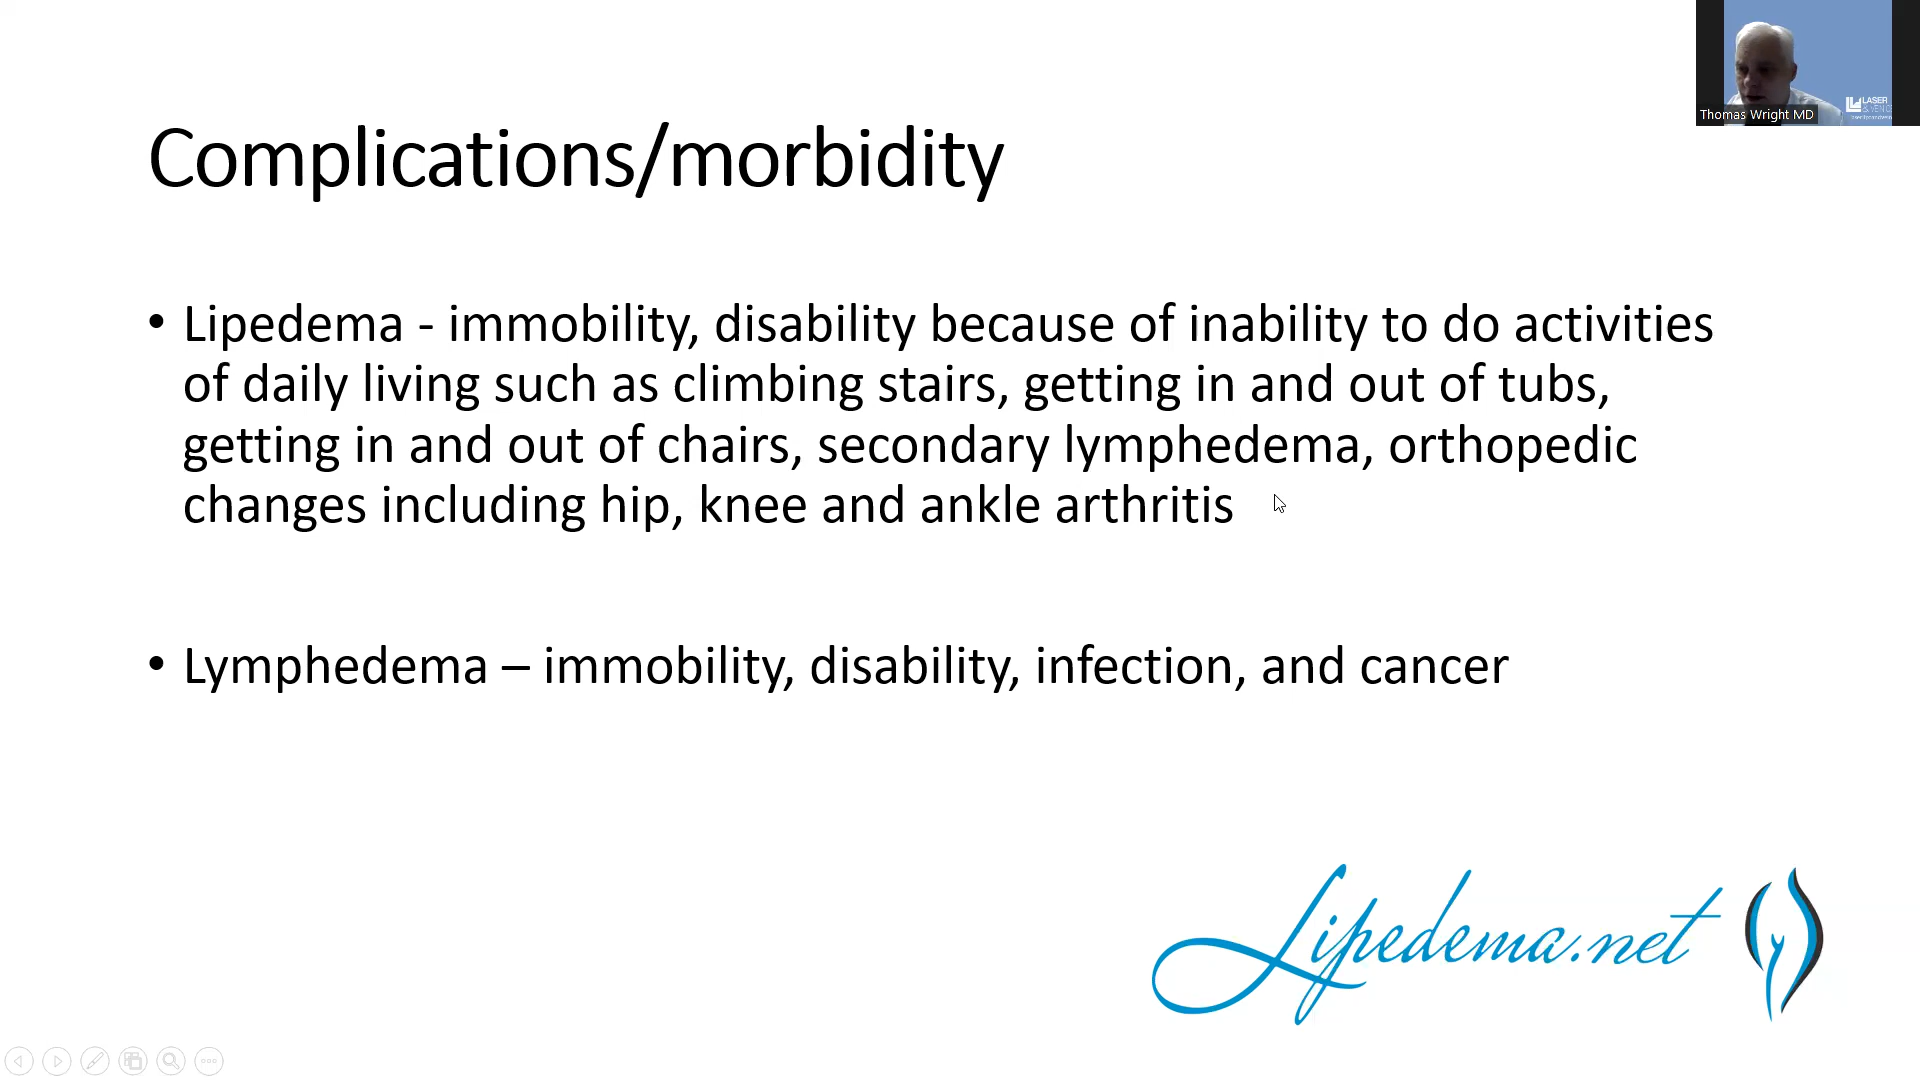 Complications/morbidity
• Lipedema - immobility, disability because of inability to do activities
of daily living such as climbing stairs, getting in and out of tubs,
getting in and out of chairs, secondary lymphedema, orthopedic
changes including hip, knee and ankle arthritis
• Lymphedema – immobility, disability, infection, and cancer
Thomas Wright MD
LASER
Lipedema.net